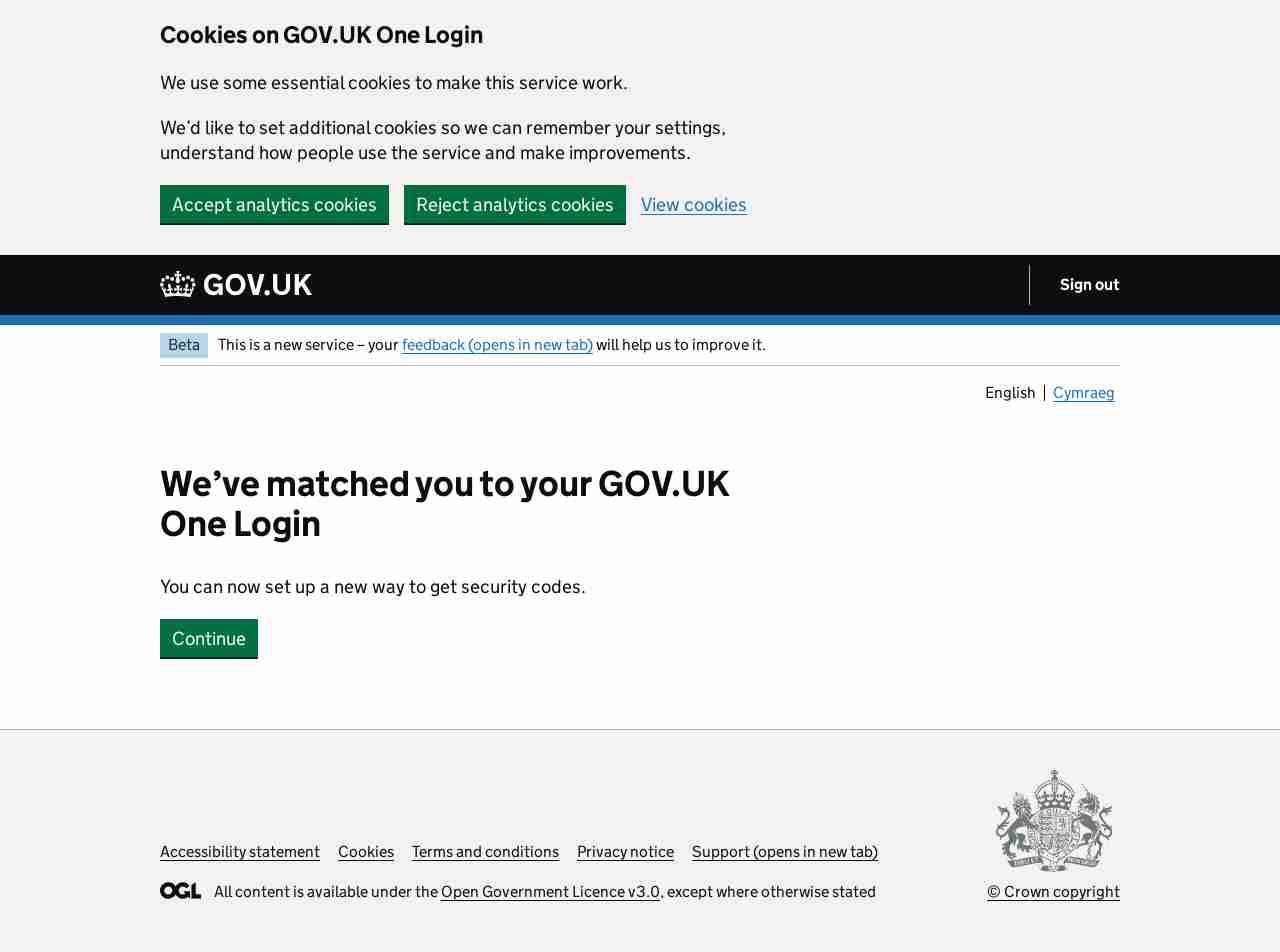 Cookies on GOV.UK One Login
We use some essential cookies to make this service work.
We’d like to set additional cookies so we can remember your settings,
understand how people use the service and make improvements.
Accept analytics cookies
Reject analytics cookies
View cookies
GOV.UK
Sign out
Beta
This is a new service – your feedback (opens in new tab) will help us to improve it.
English
Cymraeg
We’ve matched you to your GOV.UK
One Login
You can now set up a new way to get security codes.
Continue
Accessibility statement
Cookies
Terms and conditions
Privacy notice
Support (opens in new tab)
OGL
All content is available under the Open Government Licence v3.0, except where otherwise stated
© Crown copyright